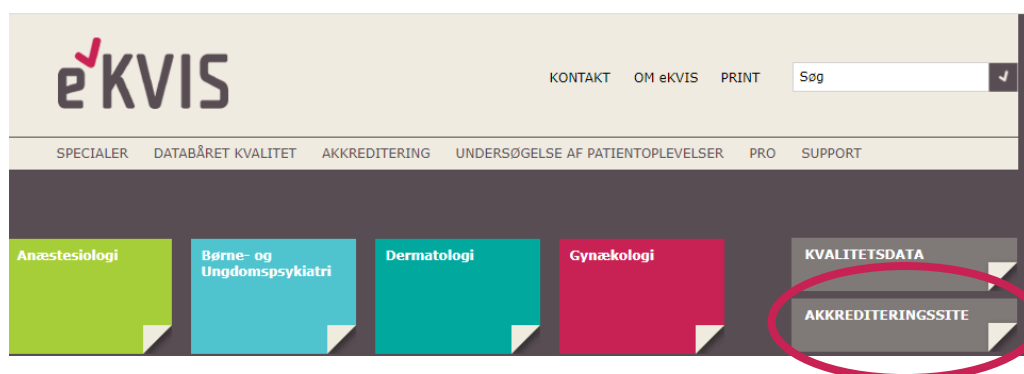 eKVIS
KONTAKT OM eKVIS PRINT Søg
SPECIALER DATABÅRET KVALITET AKKREDITERING UNDERSØGELSE AF PATIENTOPLEVELSER PRO SUPPORT
Anæstesiologi
Børne- og
Ungdomspsykiatri
Dermatologi
Gynækologi
KVALITETSDATA
AKKREDITERINGSSITE